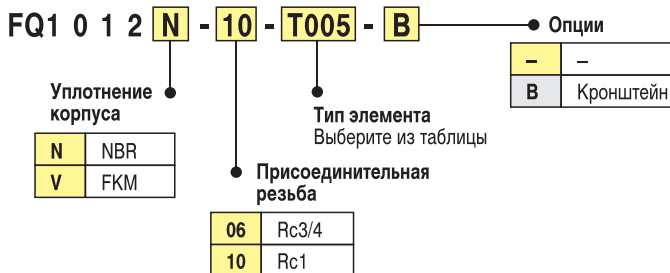 FQ1 0 1 2 N - 10 - T005 - B
Опции
– –
B Кронштейн
Уплотнение
корпуса
N NBR
V FKM
Тип элемента
Выберите из таблицы
Присоединительная
резьба
06 Rc3/4
10 Rc1